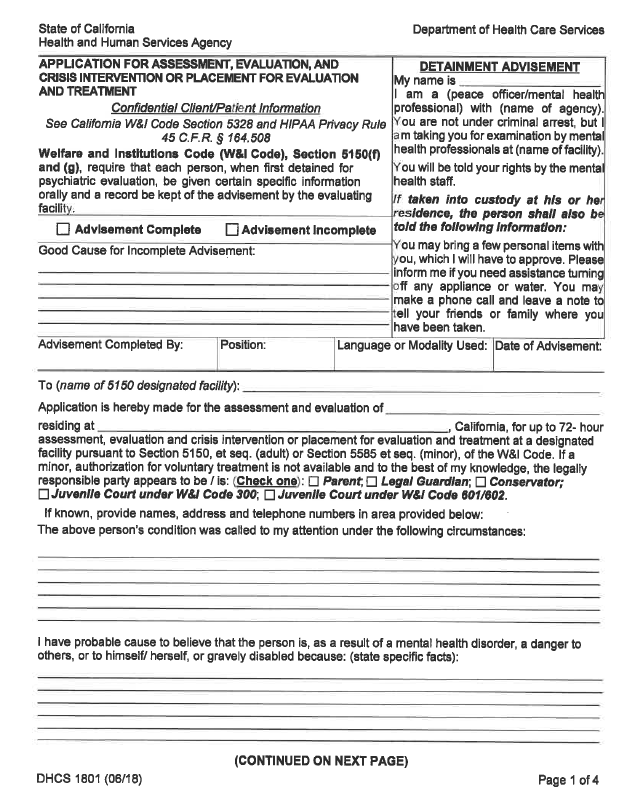 State of California
Health and Human Services Agency
Department of Health Care Services
APPLICATION FOR ASSESSMENT, EVALUATION, AND
CRISIS INTERVENTION OR PLACEMENT FOR EVALUATION
AND TREATMENT
Confidential Client/Patient Information
See California W&I Code Section 5328 and HIPAA Privacy Rule
45 C.F.R. § 164.508
Welfare and Institutions Code (W&I Code), Section 5150(f)
and (g), require that each person, when first detained for
psychiatric evaluation, be given certain specific information
orally and a record be kept of the advisement by the evaluating
facility.
☐ Advisement Complete ☐ Advisement Incomplete
Good Cause for Incomplete Advisement:
DETAINMENT ADVISEMENT
My name is
I am a (peace officer/mental health
professional) with (name of agency).
You are not under criminal arrest, but I
am taking you for examination by mental
health professionals at (name of facility).
You will be told your rights by the mental
health staff.
If taken into custody at his or her
residence, the person shall also be
told the following information:
You may bring a few personal items with
you, which I will have to approve. Please
inform me if you need assistance turning
off any appliance or water. You may
make a phone call and leave a note to
tell your friends or family where you
have been taken.
Advisement Completed By: Position: Language or Modality Used: Date of Advisement:
To (name of 5150 designated facility):
Application is hereby made for the assessment and evaluation of
residing at , California, for up to 72- hour
assessment, evaluation and crisis intervention or placement for evaluation and treatment at a designated
facility pursuant to Section 5150, et seq. (adult) or Section 5585 et seq. (minor), of the W&I Code. If a
minor, authorization for voluntary treatment is not available and to the best of my knowledge, the legally
responsible party appears to be / is: (Check one): ☐ Parent; ☐ Legal Guardian; ☐ Conservator;
☐ Juvenile Court under W&I Code 300; ☐ Juvenile Court under W&I Code 601/602.
If known, provide names, address and telephone numbers in area provided below:
The above person's condition was called to my attention under the following circumstances:
I have probable cause to believe that the person is, as a result of a mental health disorder, a danger to
others, or to himself/ herself, or gravely disabled because: (state specific facts):
(CONTINUED ON NEXT PAGE)
DHCS 1801 (06/18)
Page 1 of 4